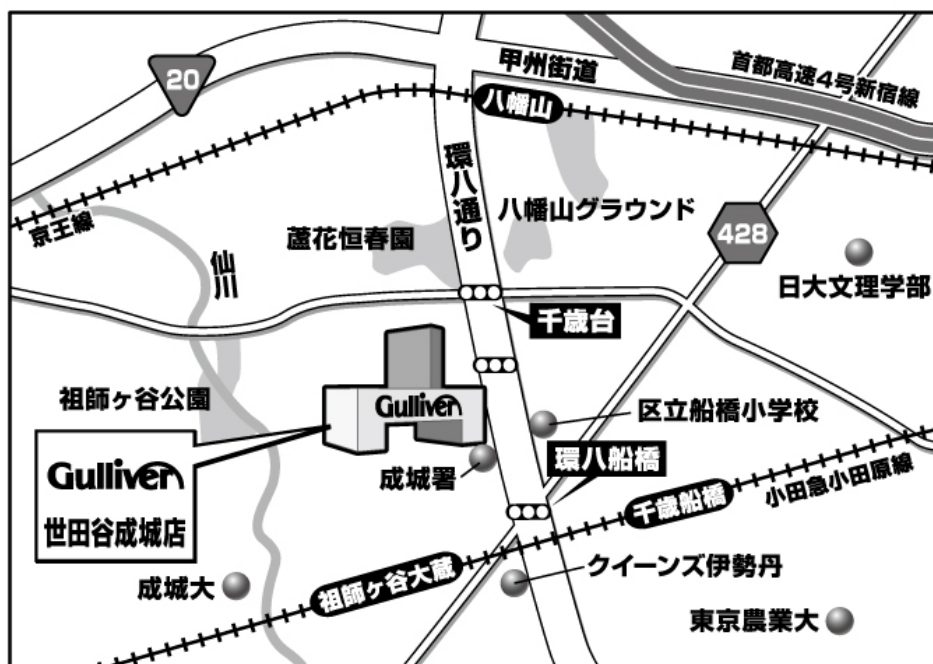 20
甲州街道
首都高速4号新宿線
八幡山
環八通り
京王線
八幡山グラウンド
蘆花恒春園
428
仙川
日大文理学部
千歳台
祖師ヶ谷公園
Gulliver
区立船橋小学校
環八船橋
成城署
Gulliver
世田谷成城店
千歳船橋
小田急小田原線
成城大
祖師ヶ谷大蔵
クイーンズ伊勢丹
東京農業大